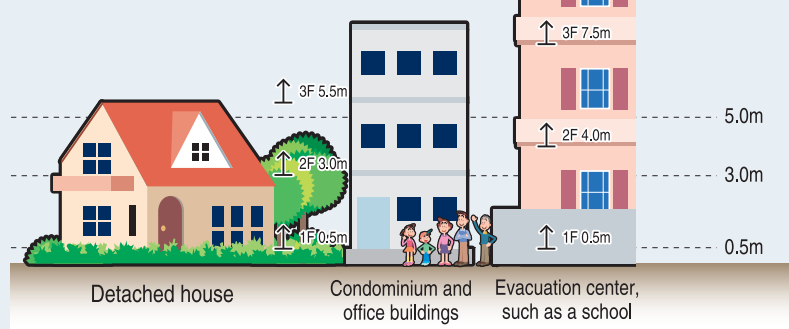 3F 7.5m
3F 5.5m
5.0m
2F 4.0m
2F 3.0m
3.0m
1F 0.5m
1F 0.5m
0.5m
Detached house
Condominium and
office buildings
Evacuation center,
such as a school